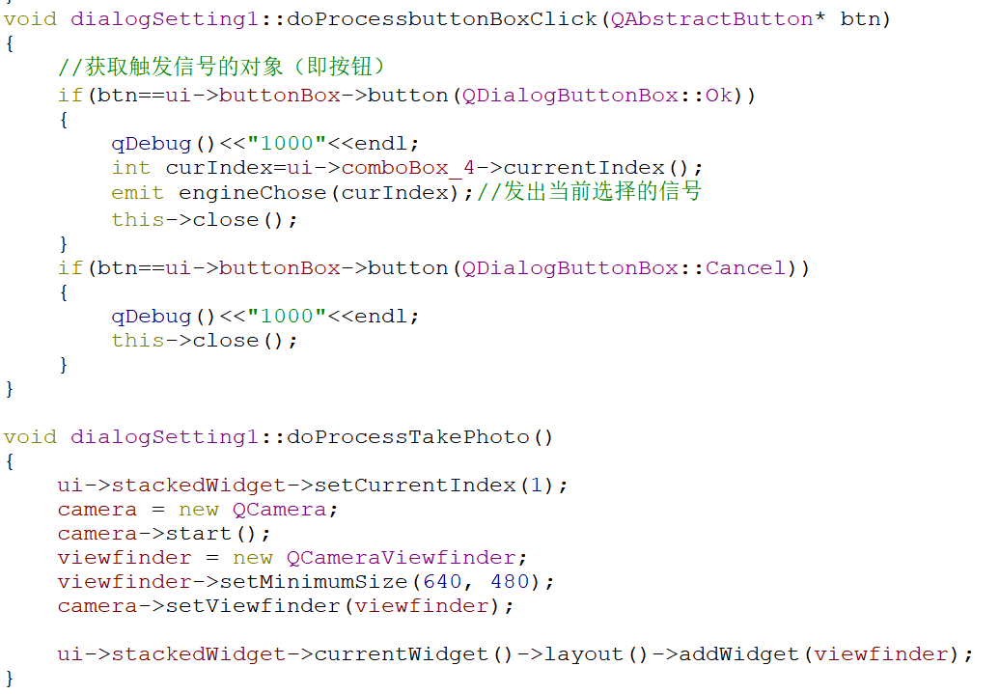 void dialogSetting1::doProcessbuttonBoxClick(QAbstractButton* btn)
{
    //获取触发信号的对象（即按钮）
    if(btn==ui->buttonBox->button(QDialogButtonBox::Ok))
    {
        qDebug()<<"1000"<<endl;
        int curIndex=ui->comboBox_4->currentIndex();
        emit engineChose(curIndex);//发出当前选择的信号
        this->close();
    }
    if(btn==ui->buttonBox->button(QDialogButtonBox::Cancel))
    {
        qDebug()<<"1000"<<endl;
        this->close();
    }
}

void dialogSetting1::doProcessTakePhoto()
{
    ui->stackedWidget->setCurrentIndex(1);
    camera = new QCamera;
    camera->start();
    viewfinder = new QCameraViewfinder;
    viewfinder->setMinimumSize(640, 480);
    camera->setViewfinder(viewfinder);

    ui->stackedWidget->currentWidget()->layout()->addWidget(viewfinder);
}